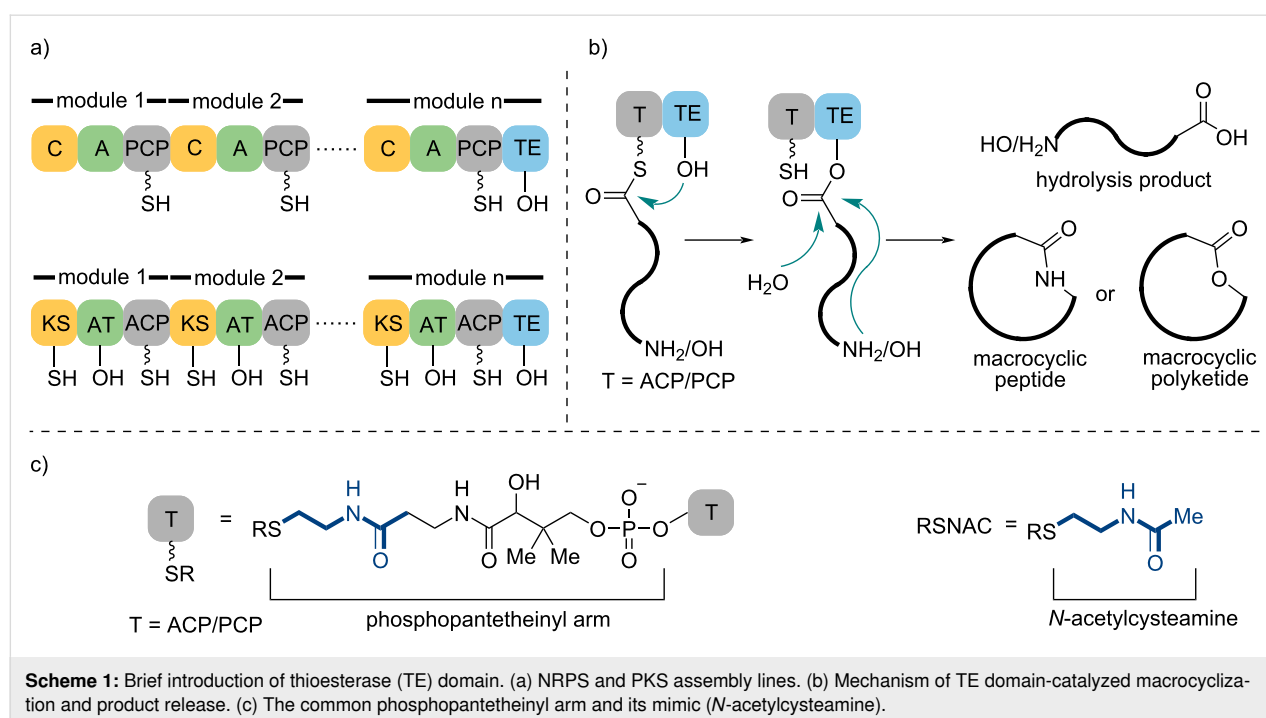 a)
module 1 module 2 module n
C A PCP C A PCP ...... C A PCP TE
SH SH SH OH
module 1 module 2 module n
KS AT ACP KS AT ACP ...... KS AT ACP TE
SH OH SH SH OH SH SH OH SH OH
b)
T TE
S
OH
O
NH2/OH
T = ACP/PCP
T TE
SH
O
O
H2O
NH2/OH
O
HO/H2N OH
hydrolysis product
O
NH
or
O
O
macrocyclic
peptide
macrocyclic
polyketide
c)
T
SR
=
RS
H
N
O
H
N
O
OH
Me Me
O
O−
P
O
O
T
T = ACP/PCP
phosphopantetheinyl arm
RSNAC =
RS
H
N
O
Me
N-acetylcysteamine
Scheme 1: Brief introduction of thioesterase (TE) domain. (a) NRPS and PKS assembly lines. (b) Mechanism of TE domain-catalyzed macrocycliza-
tion and product release. (c) The common phosphopantetheinyl arm and its mimic (N-acetylcysteamine).